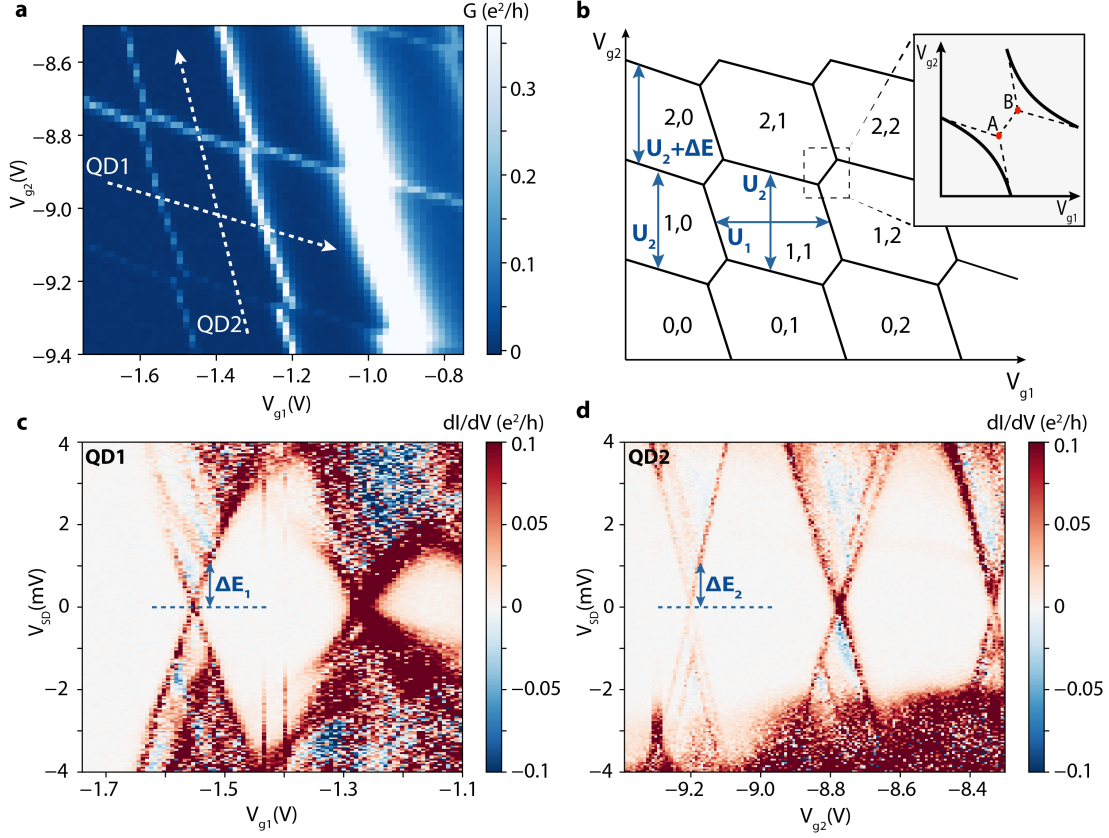 a
G (e²/h)
−8.6
−8.8
−9.0
−9.2
−9.4
V_g2(V)
QD1
QD2
−1.6
−1.4
−1.2
−1.0
−0.8
V_g1(V)
0.3
0.2
0.1
0
b
V_g2
2,0
2,1
2,2
U₂+ΔE
U₂
1,0
U₂
U₁
1,1
1,2
0,0
0,1
0,2
V_g1
V_g2
B
A
V_g1
c
dI/dV (e²/h)
QD1
4
2
0
−2
−4
V_SD(mV)
ΔE₁
−1.7
−1.5
−1.3
−1.1
V_g1(V)
0.1
0.05
0
−0.05
−0.1
d
dI/dV (e²/h)
QD2
4
2
0
−2
−4
V_SD(mV)
ΔE₂
−9.2
−9.0
−8.8
−8.6
−8.4
V_g2(V)
0.1
0.05
0
−0.05
−0.1